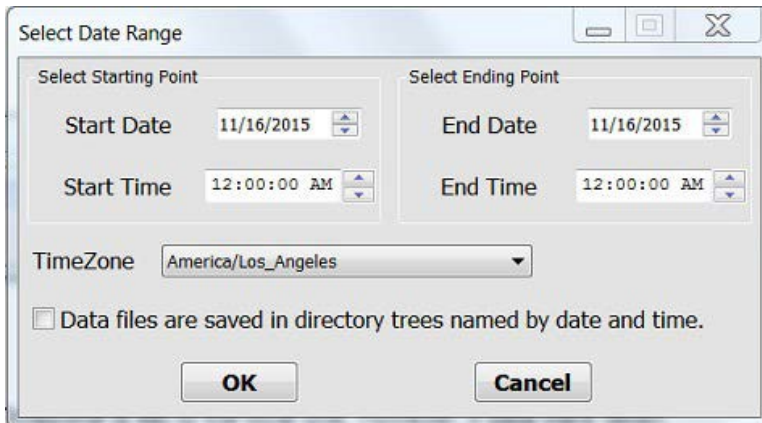 Select Date Range
Select Starting Point Select Ending Point
Start Date 11/16/2015 End Date 11/16/2015
Start Time 12:00:00 AM End Time 12:00:00 AM
TimeZone America/Los_Angeles
Data files are saved in directory trees named by date and time.
OK Cancel